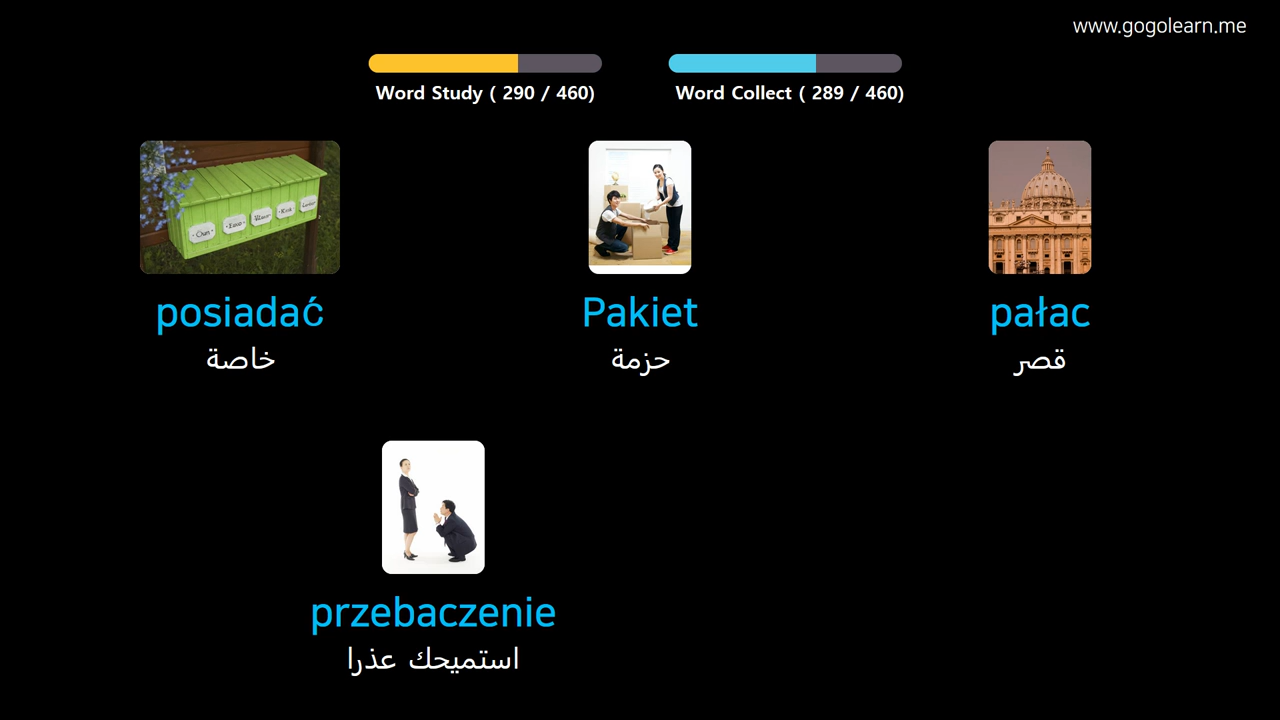 www.gogolearn.me
Word Study ( 290 / 460)
Word Collect ( 289 / 460)
posiadać
خاصة
Pakiet
حزمة
pałac
قصر
przebaczenie
استميحك عذرا